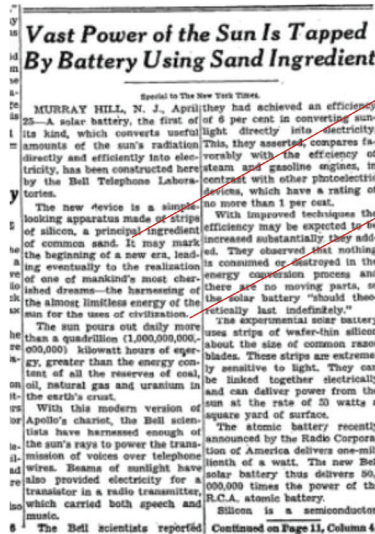 Vast Power of the Sun Is Tapped
By Battery Using Sand Ingredient
Special to The New York Times.
MURRAY HILL, N. J., April
25—A solar battery, the first of
its kind, which converts useful
amounts of the sun's radiation
directly and efficiently into elec-
tricity, has been constructed here
by the Bell Telephone Labora-
tories.
The new device is a simple-
looking apparatus made of strips
of silicon, a principal ingredient
of common sand. It may mark
the beginning of a new era, lead-
ing eventually to the realization
of one of mankind's most cher-
ished dreams—the harnessing of
the almost limitless energy of the
sun for the uses of civilization.
The sun pours out daily more
than a quadrillion (1,000,000,000,-
000,000) kilowatt hours of ener-
gy, greater than the energy con-
tent of all the reserves of coal,
oil, natural gas and uranium in
the earth's crust.
With this modern version of
Apollo's chariot, the Bell scien-
tists have harnessed enough of
the sun's rays to power the trans-
mission of voices over telephone
wires. Beams of sunlight have
also provided electricity for a
transistor in a radio transmitter,
which carried both speech and
music.
The Bell scientists reported
they had achieved an efficiency
of 6 per cent in converting sun-
light directly into electricity.
This, they asserted, compares fa-
vorably with the efficiency of
steam and gasoline engines, in
contrast with other photoelectric
devices, which have a rating of
no more than 1 per cent.
With improved techniques the
efficiency may be expected to be
increased substantially, they add-
ed. They observed that nothing
is consumed or destroyed in the
energy conversion process and
there are no moving parts, so
the solar battery "should theo-
retically last indefinitely."
The experimental solar battery
uses strips of wafer-thin silicon
about the size of common razor
blades. These strips are extreme-
ly sensitive to light. They can
be linked together electrically
and can deliver power from the
sun at the rate of 50 watts a
square yard of surface.
The atomic battery recently
announced by the Radio Corpora-
tion of America delivers one-mil-
lionth of a watt. The new Bell
solar battery thus delivers 50,-
000,000 times the power of the
R.C.A. atomic battery.
Silicon is a semiconductor
Continued on Page 11, Column 4